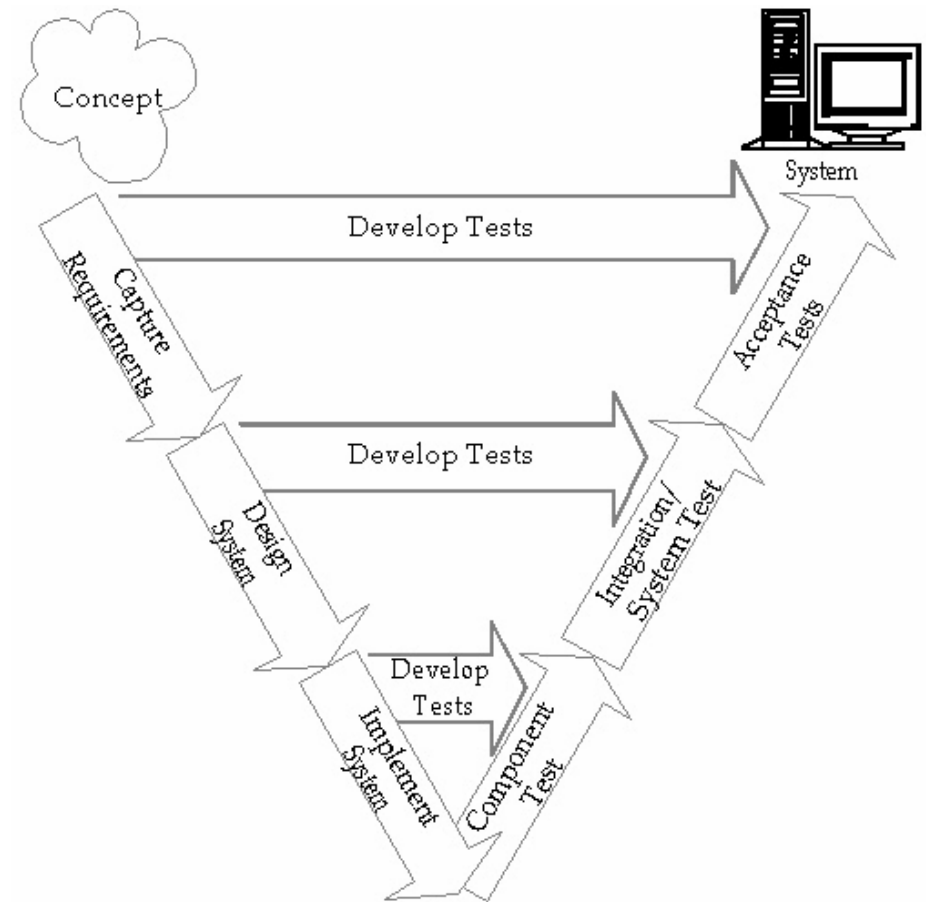 Concept
System
Develop Tests
Capture
Requirements
Acceptance
Tests
Develop Tests
Design
System
Integration/
System Test
Develop
Tests
Implement
System
Component
Test